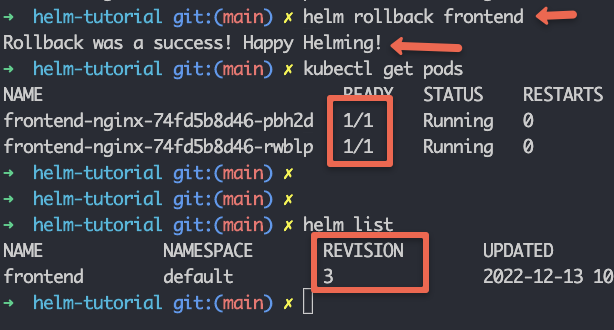 ➜ helm-tutorial git:(main) ✗ helm rollback frontend
Rollback was a success! Happy Helming!
➜ helm-tutorial git:(main) ✗ kubectl get pods
NAME READY STATUS RESTARTS
frontend-nginx-74fd5b8d46-pbh2d 1/1 Running 0
frontend-nginx-74fd5b8d46-rwblp 1/1 Running 0
➜ helm-tutorial git:(main) ✗
➜ helm-tutorial git:(main) ✗
➜ helm-tutorial git:(main) ✗ helm list
NAME NAMESPACE REVISION UPDATED
frontend default 3 2022-12-13 10
➜ helm-tutorial git:(main) ✗